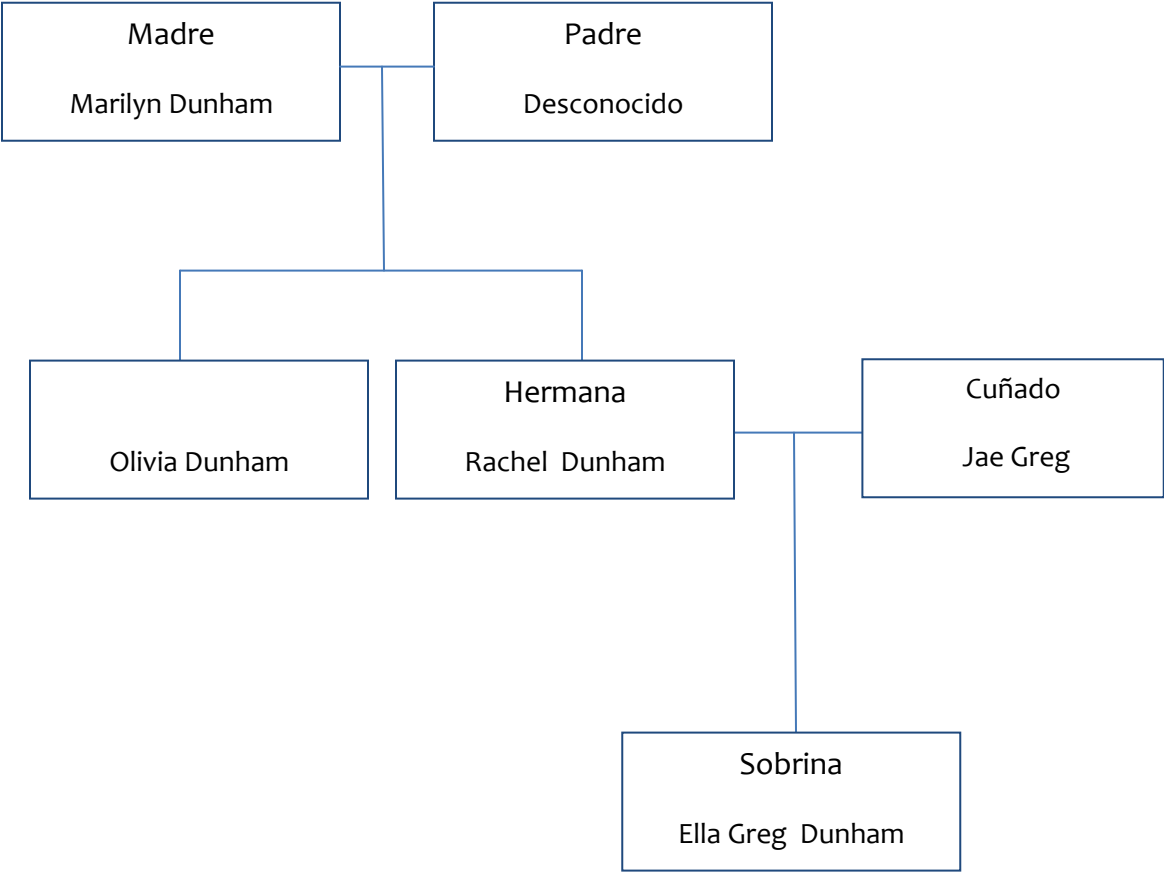 Madre
Marilyn Dunham
Padre
Desconocido
Olivia Dunham
Hermana
Rachel  Dunham
Cuñado
Jae Greg
Sobrina
Ella Greg  Dunham